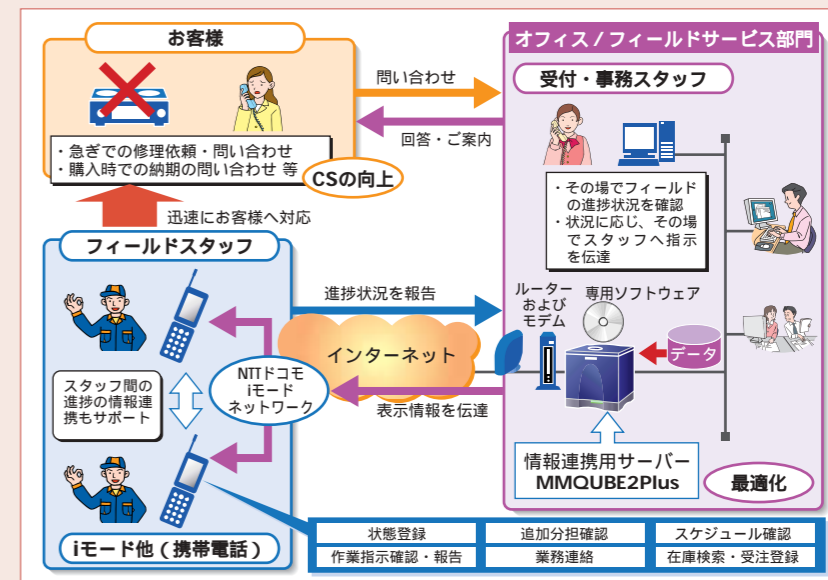 お客様
・急ぎでの修理依頼・問い合わせ
・購入時での納期の問い合わせ 等
CSの向上
問い合わせ
回答・ご案内
オフィス/フィールドサービス部門
受付・事務スタッフ
・その場でフィールド
の進捗状況を確認
・状況に応じ、その場
でスタッフへ指示
を伝達
迅速にお客様へ対応
フィールドスタッフ
スタッフ間の
進捗の情報連
携もサポート
iモード他(携帯電話)
進捗状況を報告
インターネット
NTTドコモ
iモード
ネットワーク
表示情報を伝達
ルーター
および
モデム
専用ソフトウェア
データ
情報連携用サーバー
MMQUBE2Plus
最適化
状態登録
追加分担確認
スケジュール確認
作業指示確認・報告
業務連絡
在庫検索・受注登録